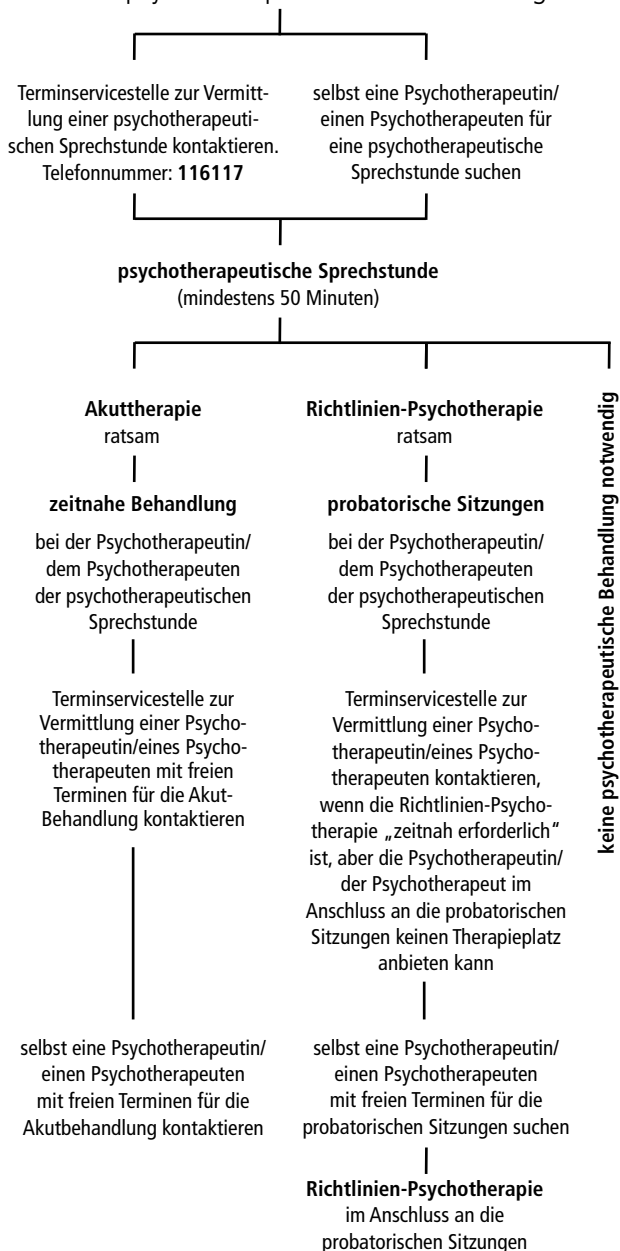 Terminservicestelle zur Vermitt-
lung einer psychotherapeuti-
schen Sprechstunde kontaktieren.
Telefonnummer: 116117
selbst eine Psychotherapeutin/
einen Psychotherapeuten für
eine psychotherapeutische
Sprechstunde suchen
psychotherapeutische Sprechstunde
(mindestens 50 Minuten)
Akuttherapie
ratsam
zeitnahe Behandlung
bei der Psychotherapeutin/
dem Psychotherapeuten
der psychotherapeutischen
Sprechstunde
Terminservicestelle zur
Vermittlung einer Psycho-
therapeutin/eines Psycho-
therapeuten mit freien
Terminen für die Akut-
Behandlung kontaktieren
selbst eine Psychotherapeutin/
einen Psychotherapeuten
mit freien Terminen für die
Akutbehandlung kontaktieren
Richtlinien-Psychotherapie
ratsam
probatorische Sitzungen
bei der Psychotherapeutin/
dem Psychotherapeuten
der psychotherapeutischen
Sprechstunde
Terminservicestelle zur
Vermittlung einer Psycho-
therapeutin/eines Psycho-
therapeuten kontaktieren,
wenn die Richtlinien-Psycho-
therapie „zeitnah erforderlich“
ist, aber die Psychotherapeutin/
der Psychotherapeut im
Anschluss an die probatorischen
Sitzungen keinen Therapieplatz
anbieten kann
selbst eine Psychotherapeutin/
einen Psychotherapeuten
mit freien Terminen für die
probatorischen Sitzungen suchen
Richtlinien-Psychotherapie
im Anschluss an die
probatorischen Sitzungen
keine psychotherapeutische Behandlung notwendig